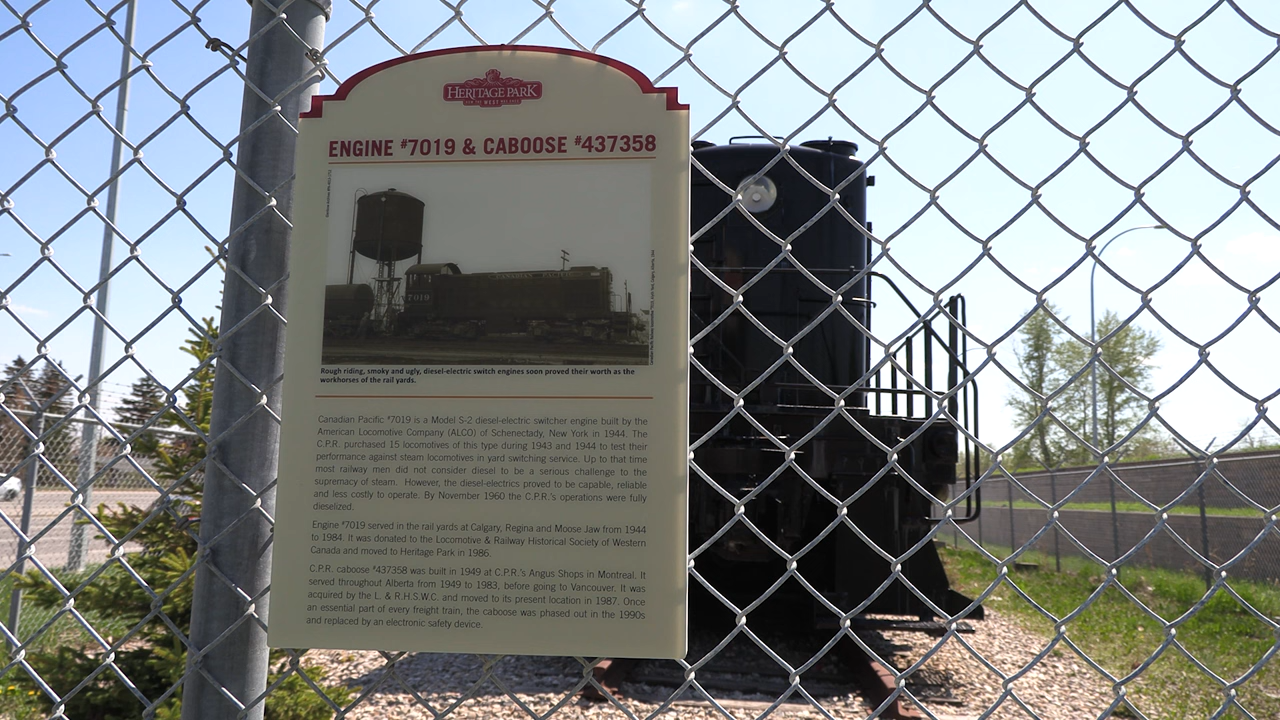 HERITAGE PARK
ENGINE #7019 & CABOOSE #437358
CANADIAN PACIFIC
7019
Rough riding, smoky and ugly, diesel-electric switch engines soon proved their worth as the
workhorses of the rail yards.
Canadian Pacific #7019 is a Model S-2 diesel-electric switcher engine built by the
American Locomotive Company (ALCO) of Schenectady, New York in 1944. The
C.P.R. purchased 15 locomotives of this type during 1943 and 1944 to test their
performance against steam locomotives in yard switching service. Up to that time
most railway men did not consider diesel to be a serious challenge to the
supremacy of steam. However, the diesel-electrics proved to be capable, reliable
and less costly to operate. By November 1960 the C.P.R.'s operations were fully
dieselized.
Engine #7019 served in the rail yards at Calgary, Regina and Moose Jaw from 1944
to 1984. It was donated to the Locomotive & Railway Historical Society of Western
Canada and moved to Heritage Park in 1986.
C.P.R. caboose #437358 was built in 1949 at C.P.R.'s Angus Shops in Montreal. It
served throughout Alberta from 1949 to 1983, before going to Vancouver. It was
acquired by the L. & R.H.S.W.C. and moved to its present location in 1987. Once
an essential part of every freight train, the caboose was phased out in the 1990s
and replaced by an electronic safety device.